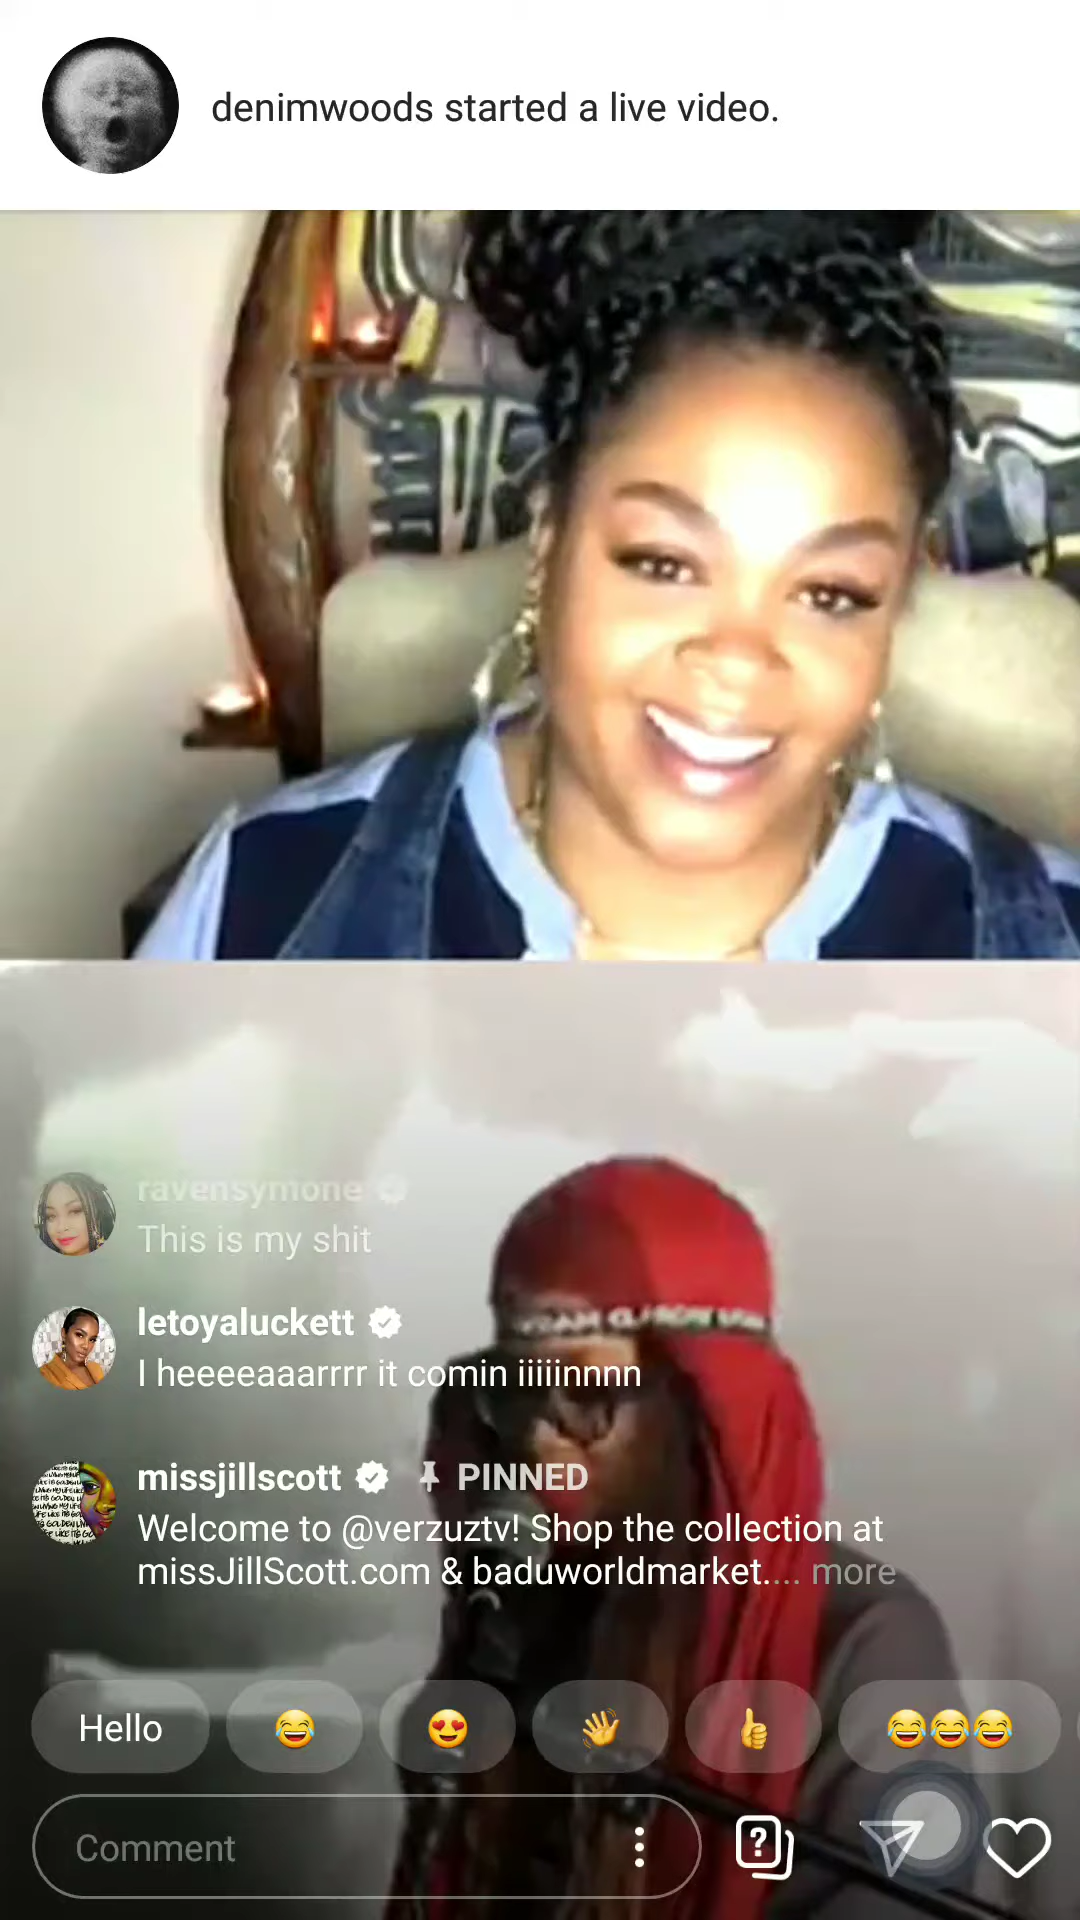 denimwoods started a live video.
ravensymone
This is my shit
letoyaluckett
I heeeeaaarrrr it comin iiiiinnnn
missjillscott PINNED
Welcome to @verzuztv! Shop the collection at
missJillScott.com & baduworldmarket.... more
Hello
Comment